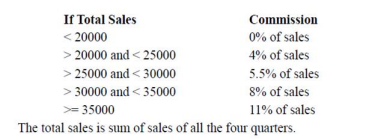 If Total Sales Commission
< 20000 0% of sales
> 20000 and < 25000 4% of sales
> 25000 and < 30000 5.5% of sales
> 30000 and < 35000 8% of sales
>= 35000 11% of sales
The total sales is sum of sales of all the four quarters.